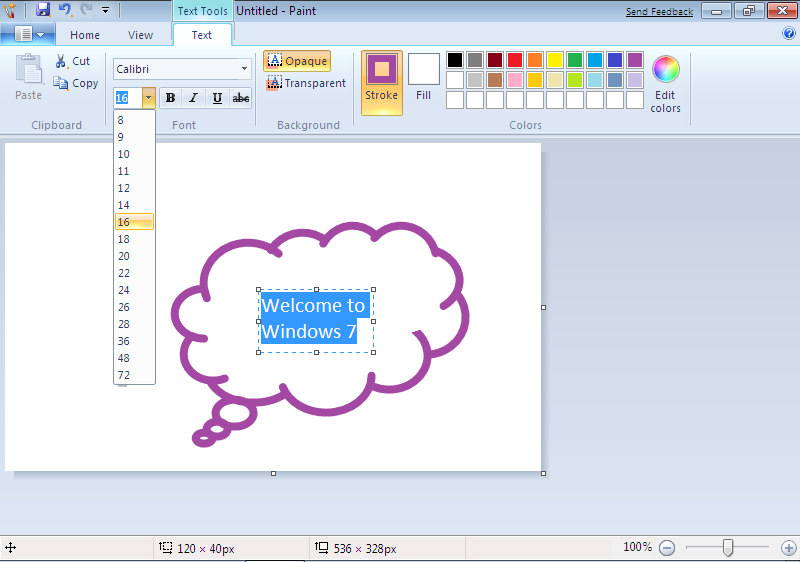 Text Tools
Untitled - Paint
Send Feedback
Home
View
Text
Paste
Cut
Copy
Clipboard
Calibri
16
B I U abc
Font
Opaque
Transparent
Background
Stroke
Fill
Colors
Edit
colors
8
9
10
11
12
14
16
18
20
22
24
26
28
36
48
72
Welcome to
Windows 7
120 × 40px
536 × 328px
100%